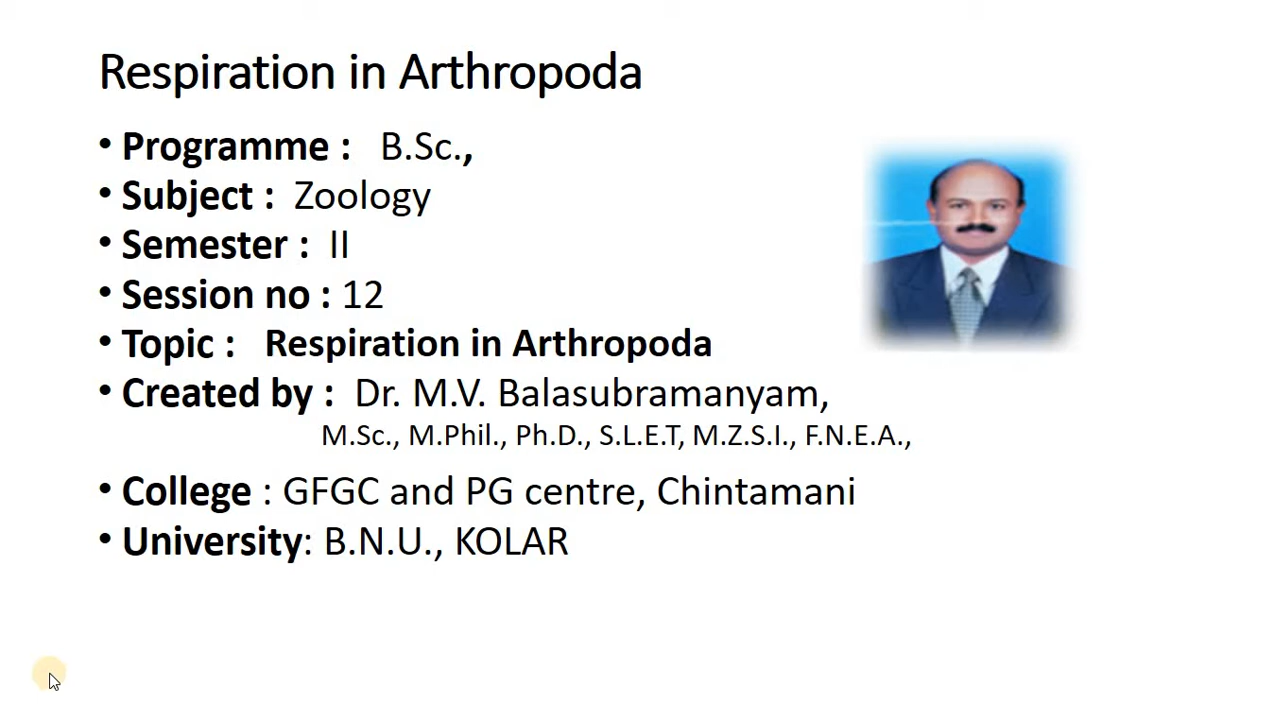 Respiration in Arthropoda
• Programme : B.Sc.,
• Subject : Zoology
• Semester : II
• Session no : 12
• Topic : Respiration in Arthropoda
• Created by : Dr. M.V. Balasubramanyam,
M.Sc., M.Phil., Ph.D., S.L.E.T, M.Z.S.I., F.N.E.A.,
• College : GFGC and PG centre, Chintamani
• University: B.N.U., KOLAR